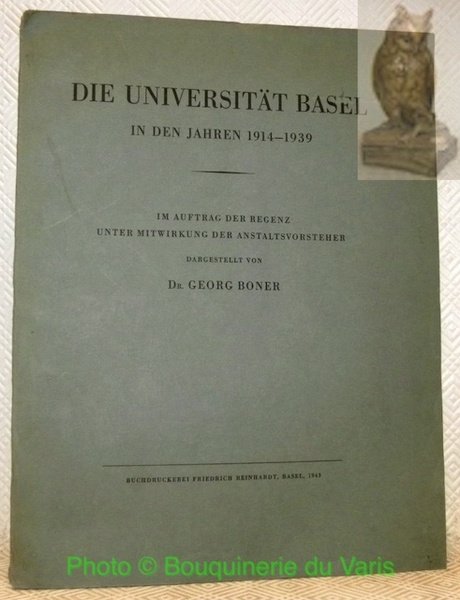 DIE UNIVERSITÄT BASEL
IN DEN JAHREN 1914–1939
IM AUFTRAG DER REGENZ
UNTER MITWIRKUNG DER ANSTALTSVORSTEHER
DARGESTELLT VON
DR. GEORG BONER
BUCHDRUCKEREI FRIEDRICH REINHARDT, BASEL, 1943
Photo © Bouquinerie du Varis